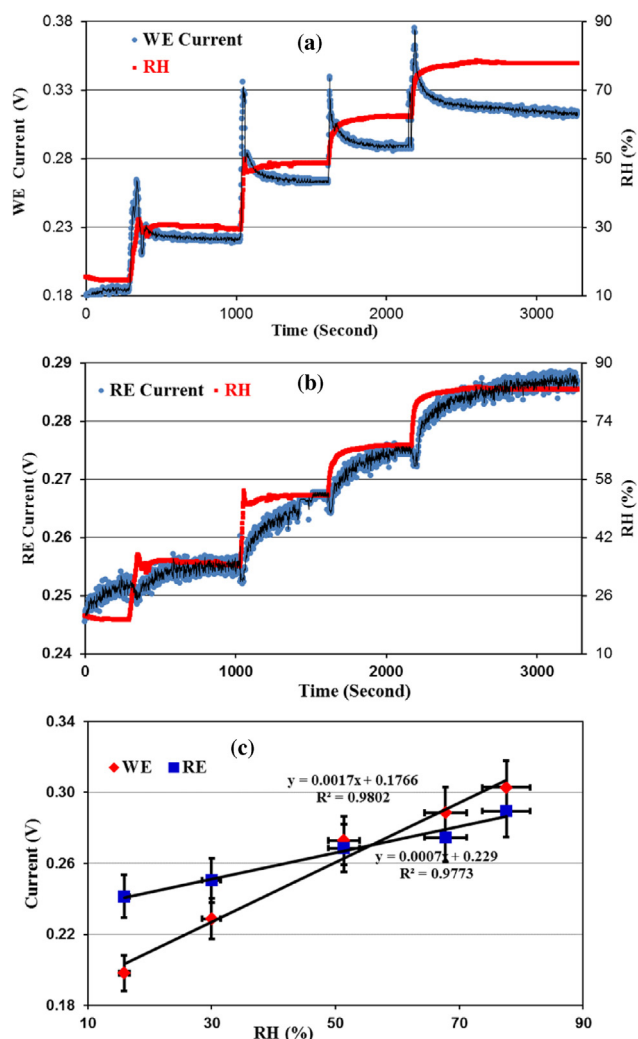 (a)
WE Current
RH
WE Current (V)
0.38
0.33
0.28
0.23
0.18
RH (%)
90
70
50
30
10
0
1000
2000
3000
Time (Second)
(b)
RE Current
RH
RE Current (V)
0.29
0.28
0.27
0.26
0.25
0.24
RH (%)
90
74
58
42
26
10
0
1000
2000
3000
Time (Second)
(c)
WE
RE
Current (V)
0.34
0.30
0.26
0.22
0.18
y = 0.0017x + 0.1766
R² = 0.9802
y = 0.0007x + 0.229
R² = 0.9773
10
30
50
70
90
RH (%)